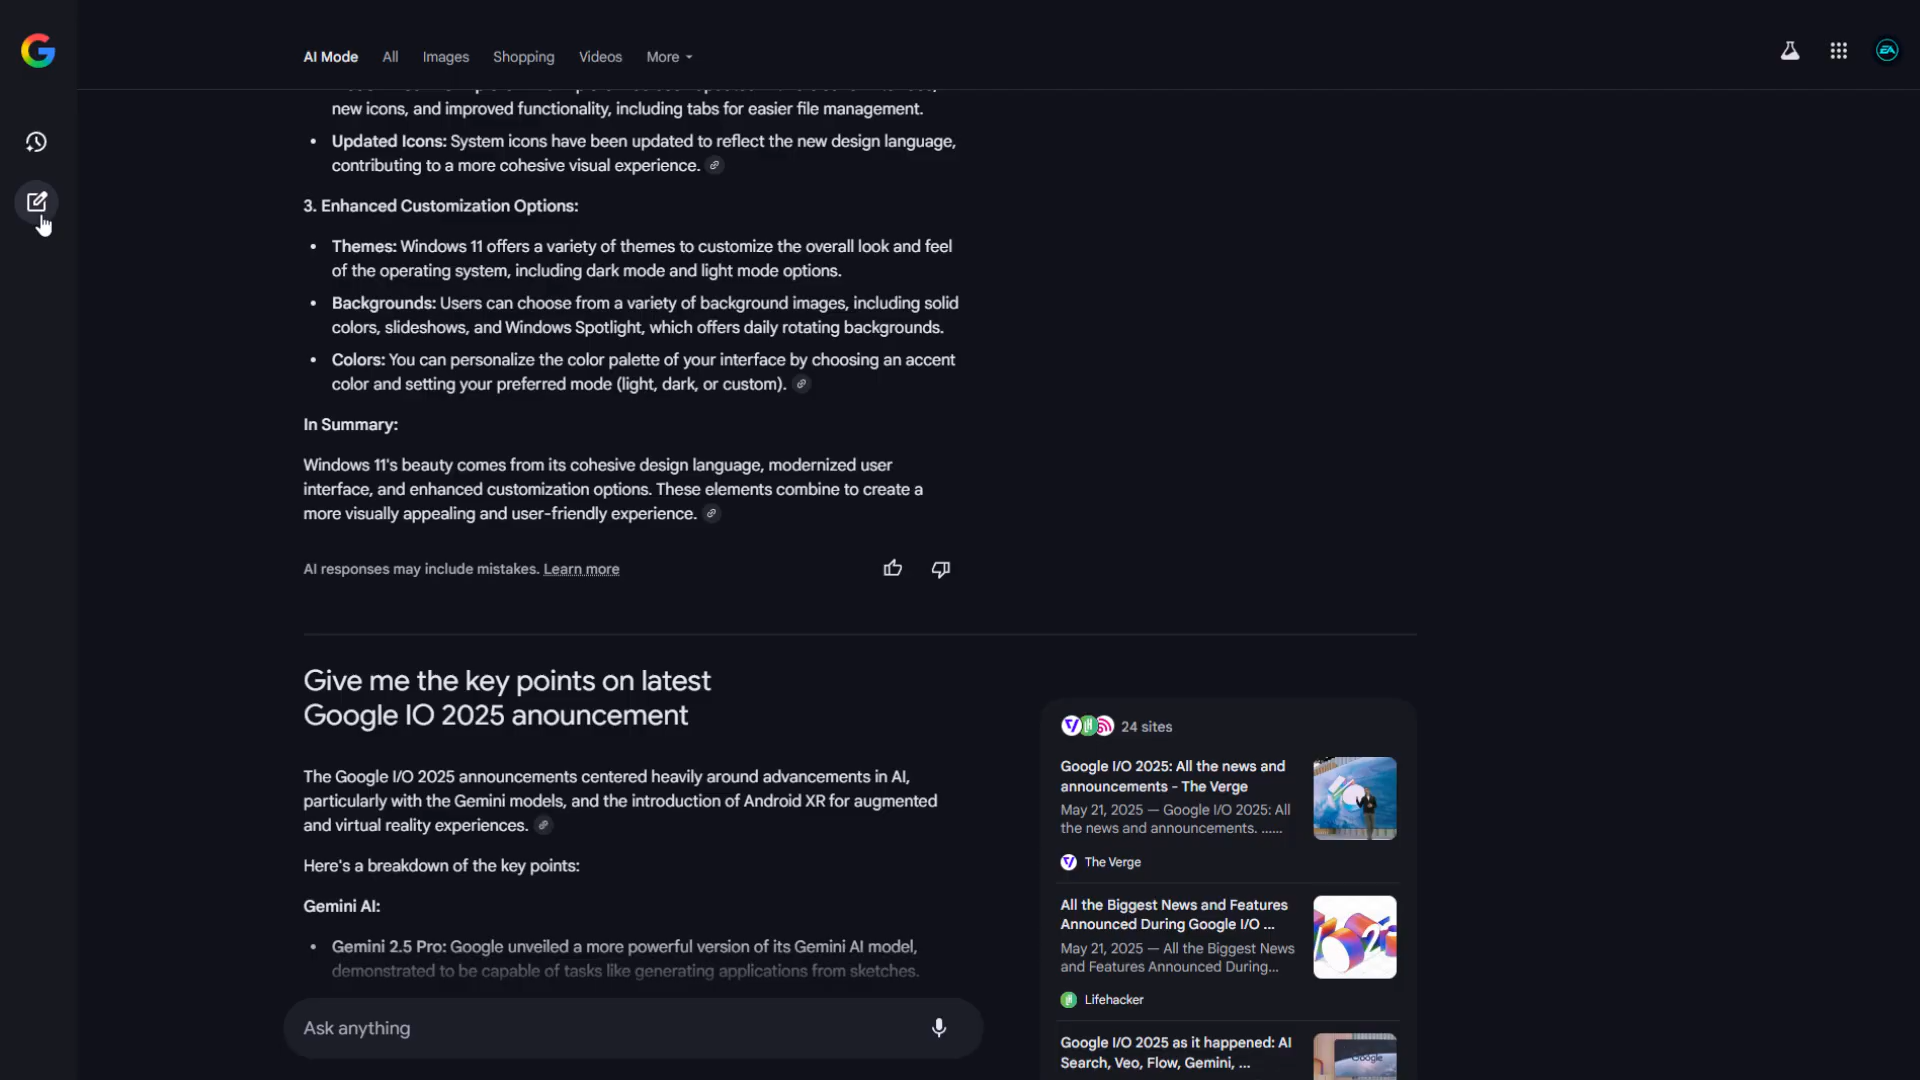 AI Mode All Images Shopping Videos More
EA
new icons, and improved functionality, including tabs for easier file management.
• Updated Icons: System icons have been updated to reflect the new design language,
contributing to a more cohesive visual experience.
3. Enhanced Customization Options:
• Themes: Windows 11 offers a variety of themes to customize the overall look and feel
of the operating system, including dark mode and light mode options.
• Backgrounds: Users can choose from a variety of background images, including solid
colors, slideshows, and Windows Spotlight, which offers daily rotating backgrounds.
• Colors: You can personalize the color palette of your interface by choosing an accent
color and setting your preferred mode (light, dark, or custom).
In Summary:
Windows 11's beauty comes from its cohesive design language, modernized user
interface, and enhanced customization options. These elements combine to create a
more visually appealing and user-friendly experience.
AI responses may include mistakes. Learn more
Give me the key points on latest
Google IO 2025 anouncement
The Google I/O 2025 announcements centered heavily around advancements in AI,
particularly with the Gemini models, and the introduction of Android XR for augmented
and virtual reality experiences.
Here's a breakdown of the key points:
Gemini AI:
• Gemini 2.5 Pro: Google unveiled a more powerful version of its Gemini AI model,
demonstrated to be capable of tasks like generating applications from sketches.
Ask anything
24 sites
Google I/O 2025: All the news and
announcements - The Verge
May 21, 2025 — Google I/O 2025: All
the news and announcements. ......
The Verge
All the Biggest News and Features
Announced During Google I/O ...
May 21, 2025 — All the Biggest News
and Features Announced During...
Lifehacker
Google I/O 2025 as it happened: AI
Search, Veo, Flow, Gemini, ...
Google